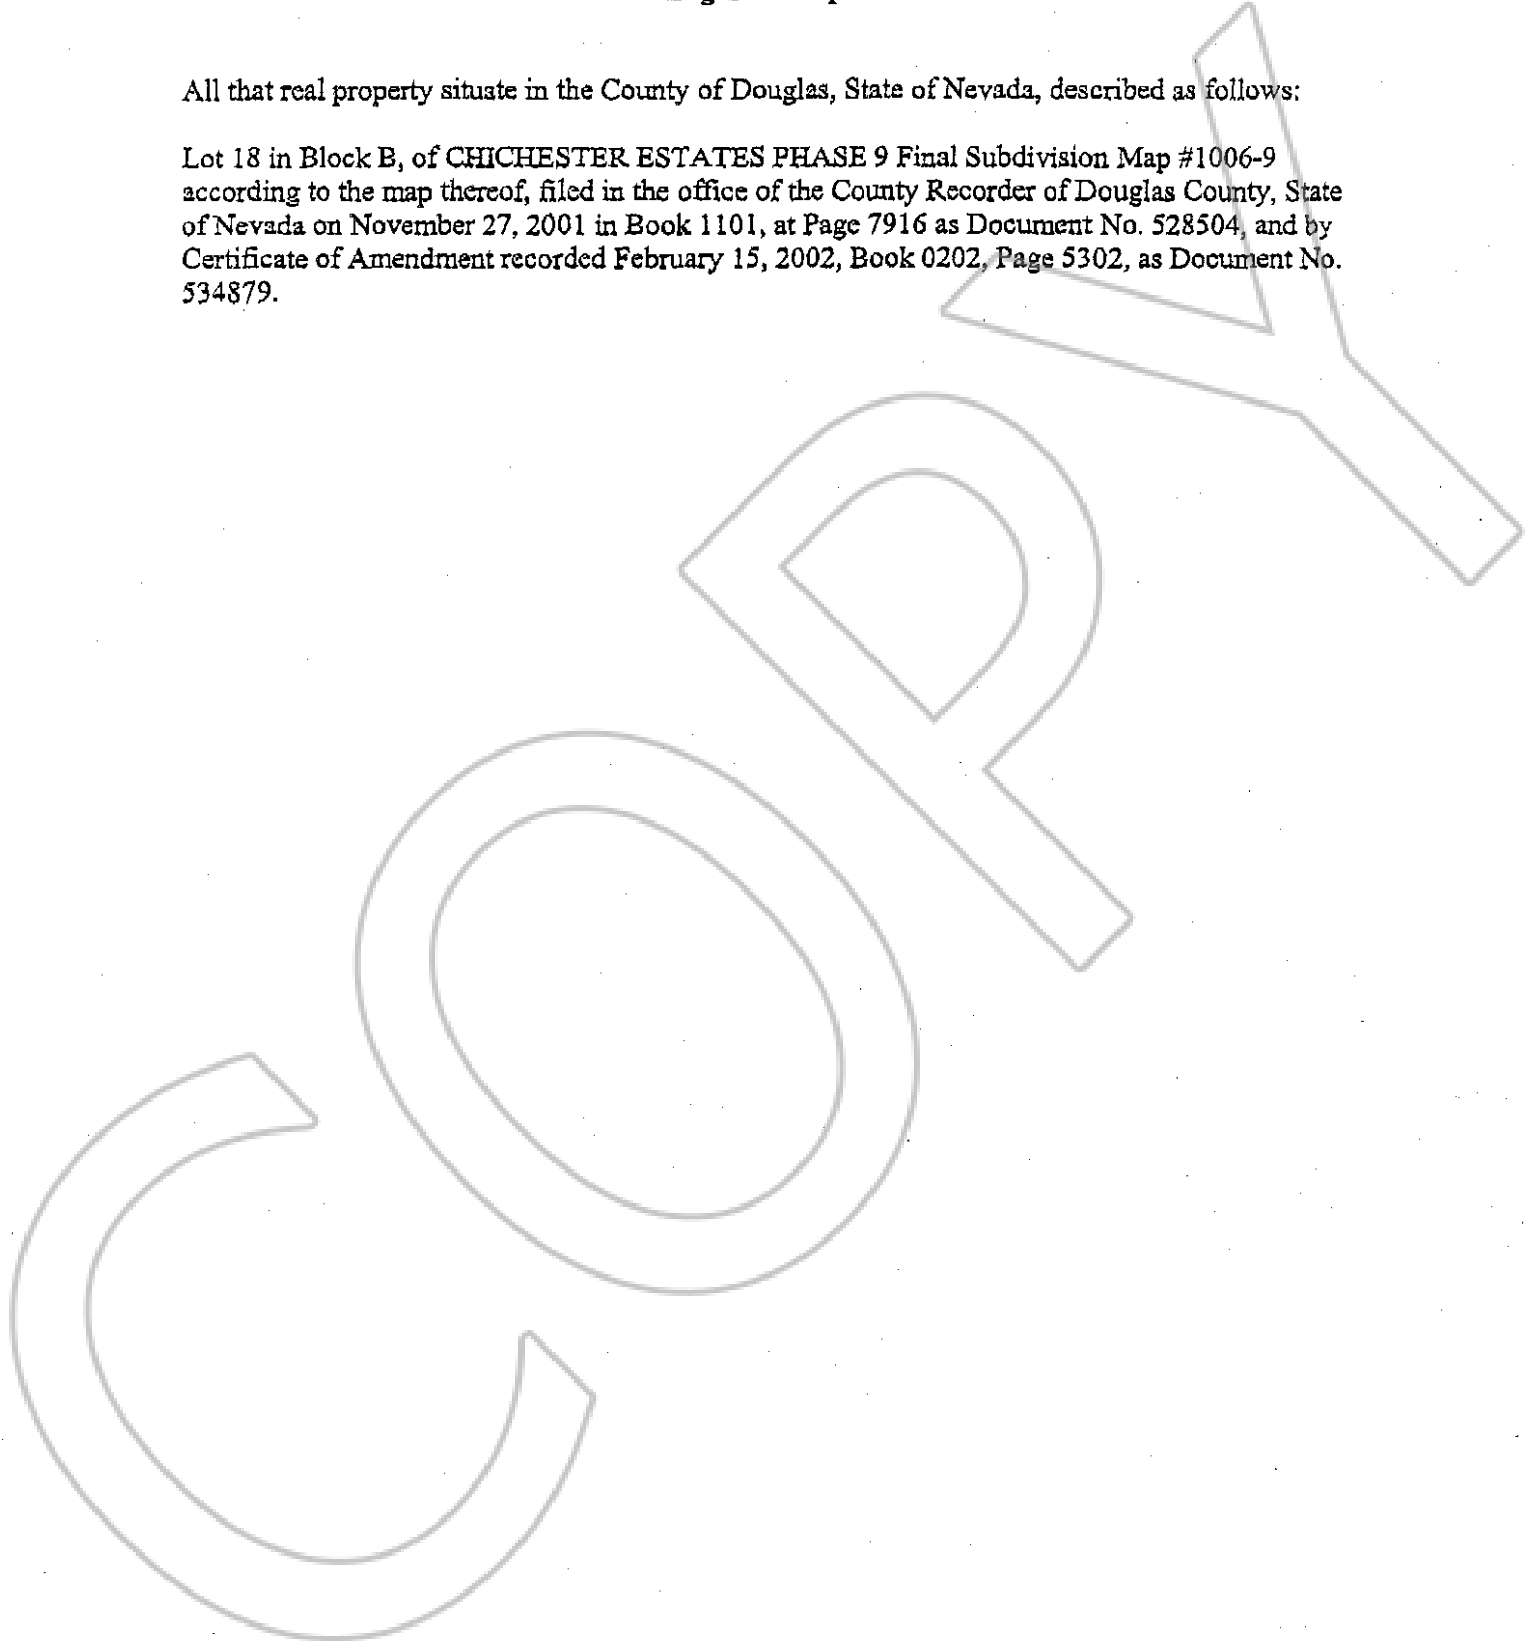 All that real property situate in the County of Douglas, State of Nevada, described as follows:
Lot 18 in Block B, of CHICHESTER ESTATES PHASE 9 Final Subdivision Map #1006-9
according to the map thereof, filed in the office of the County Recorder of Douglas County, State
of Nevada on November 27, 2001 in Book 1101, at Page 7916 as Document No. 528504, and by
Certificate of Amendment recorded February 15, 2002, Book 0202, Page 5302, as Document No.
534879.
COPY